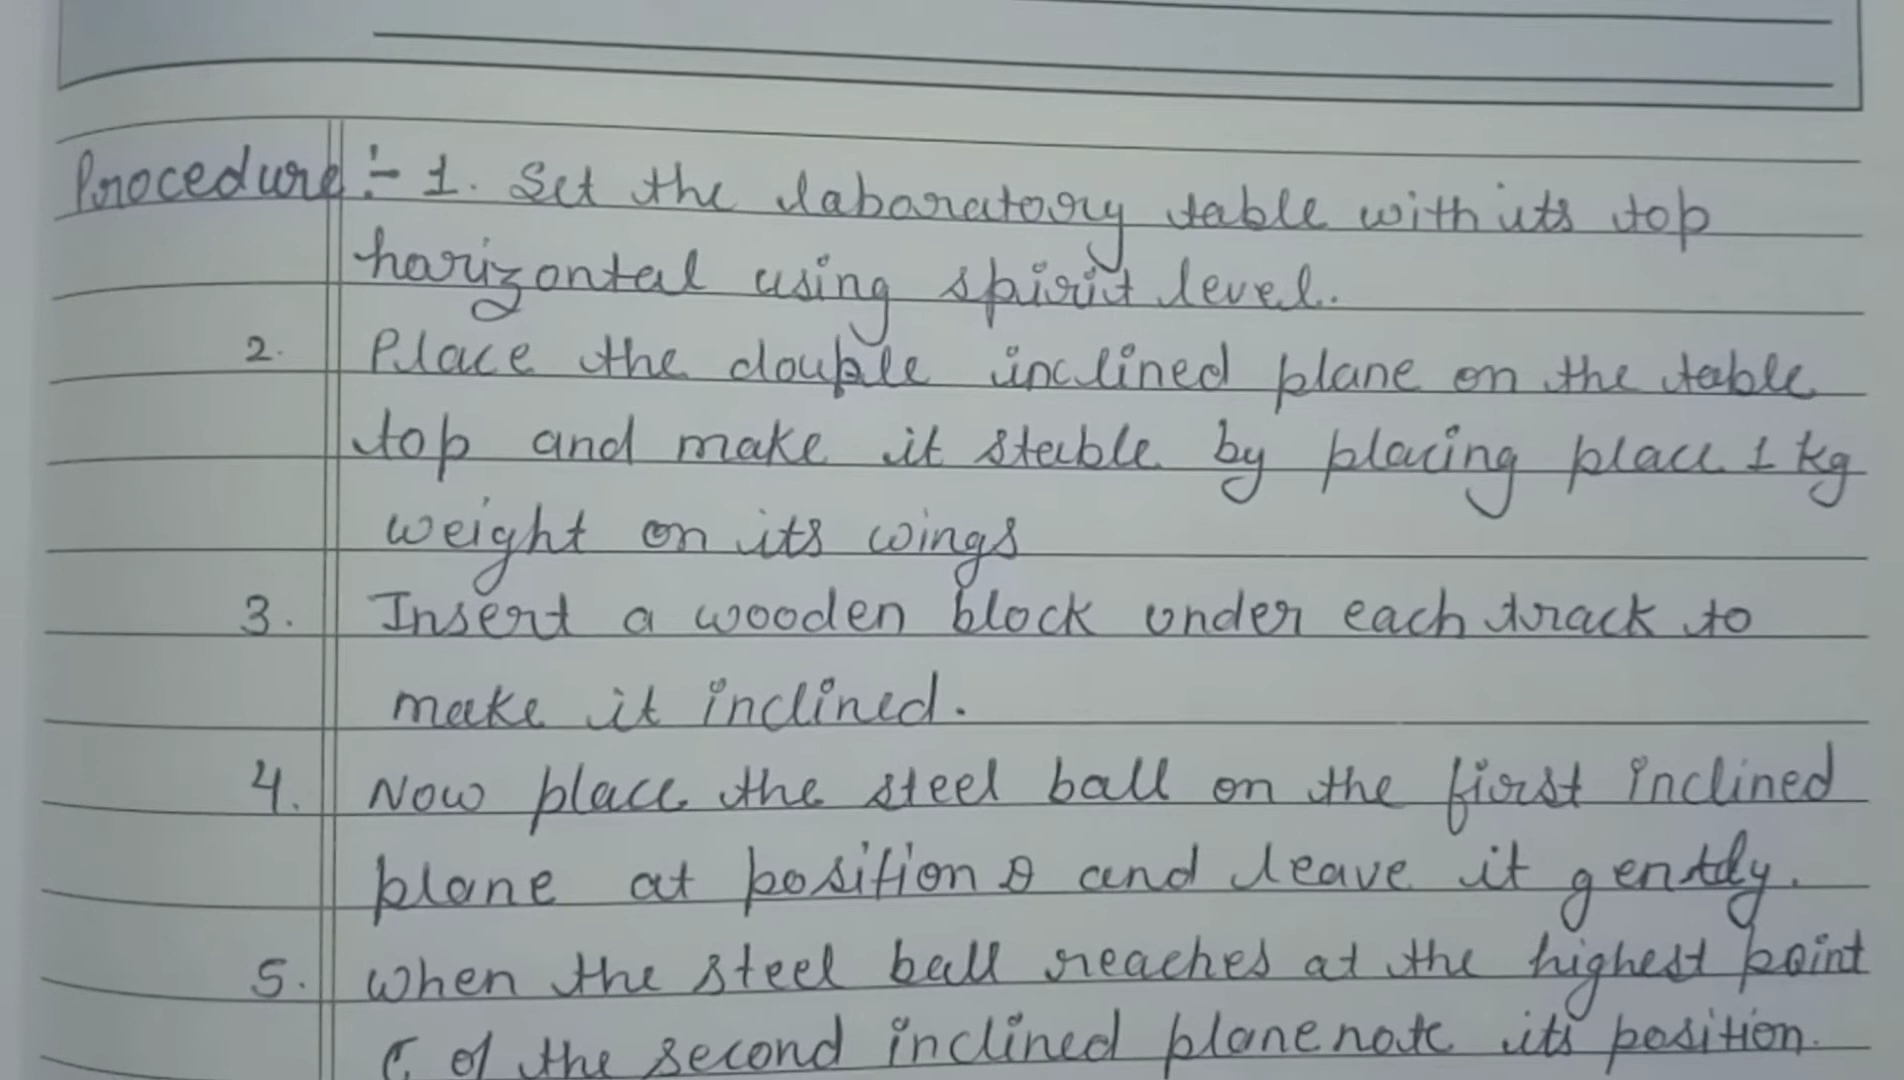 Procedure :- 1. Set the laboratory table with its top
harizontal using spirit level.
2. Place the double inclined plane on the table
top and make it stable by placing place 1 kg
weight on its wings
3. Insert a wooden block under each track to
make it inclined.
4. Now place the steel ball on the first inclined
plane at position and leave it gently.
5. When the steel ball reaches at the highest point
C of the second inclined plane note its position.